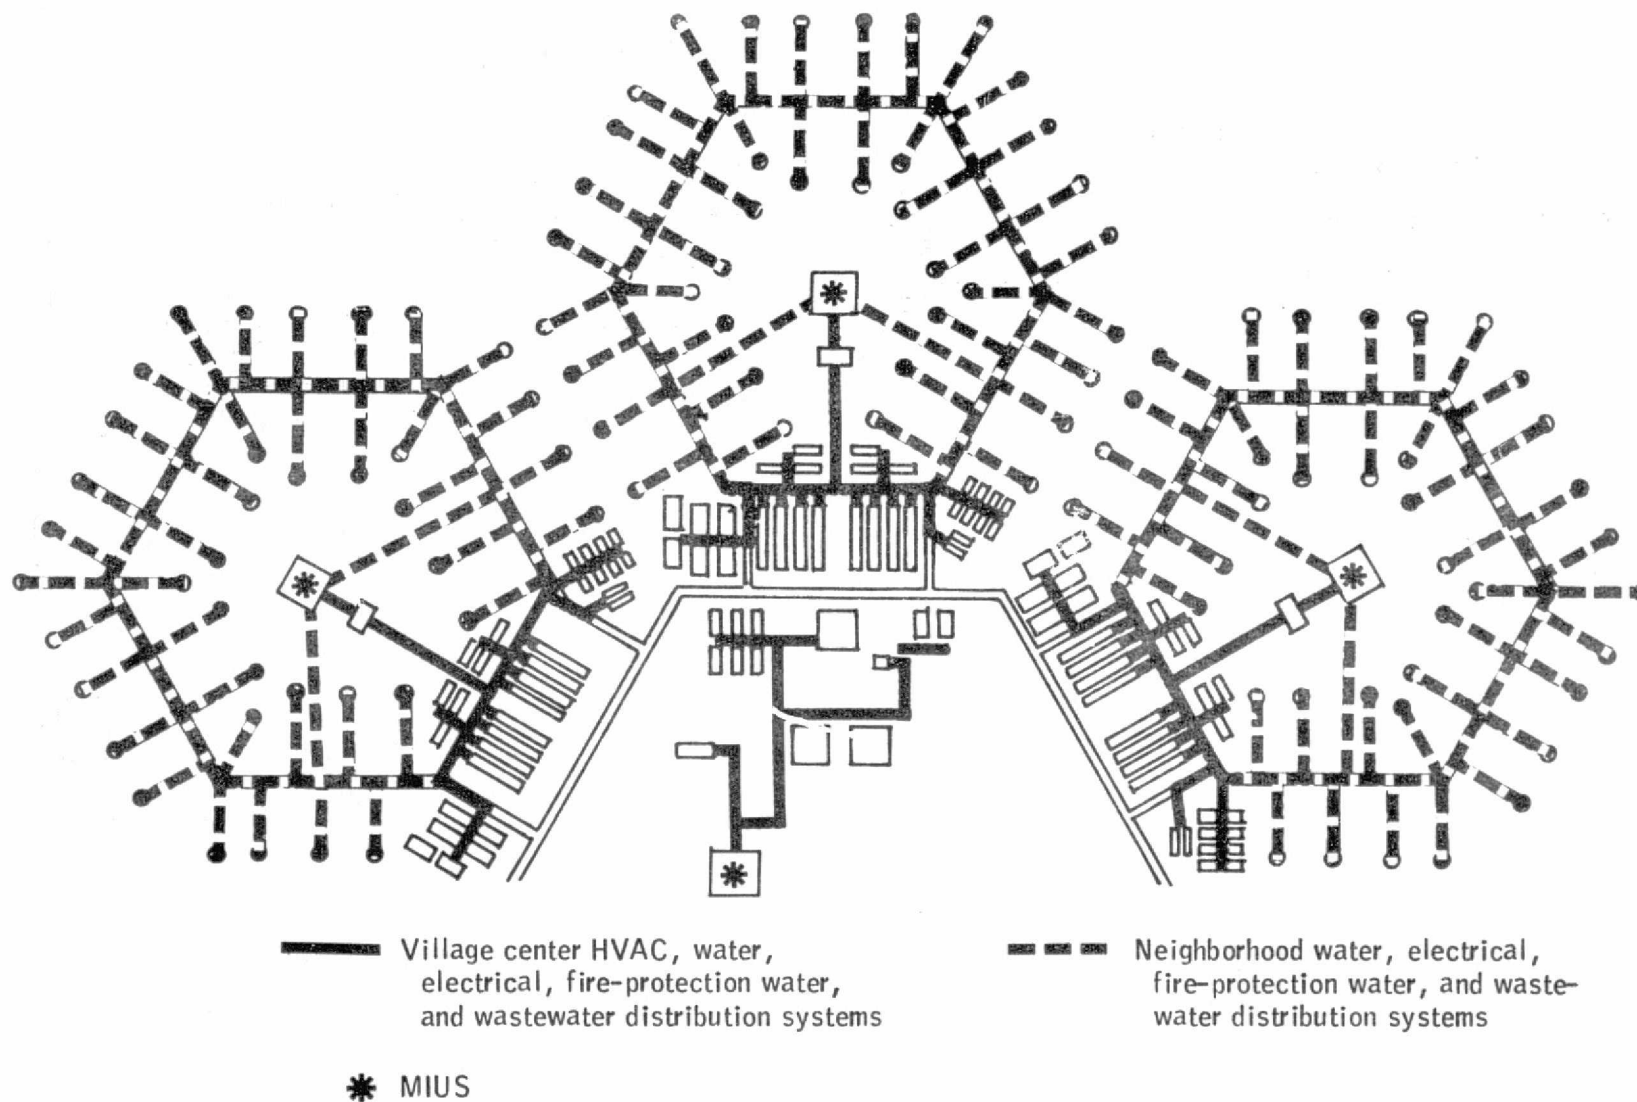 Village center HVAC, water,
electrical, fire-protection water,
and wastewater distribution systems
Neighborhood water, electrical,
fire-protection water, and waste-
water distribution systems
MIUS